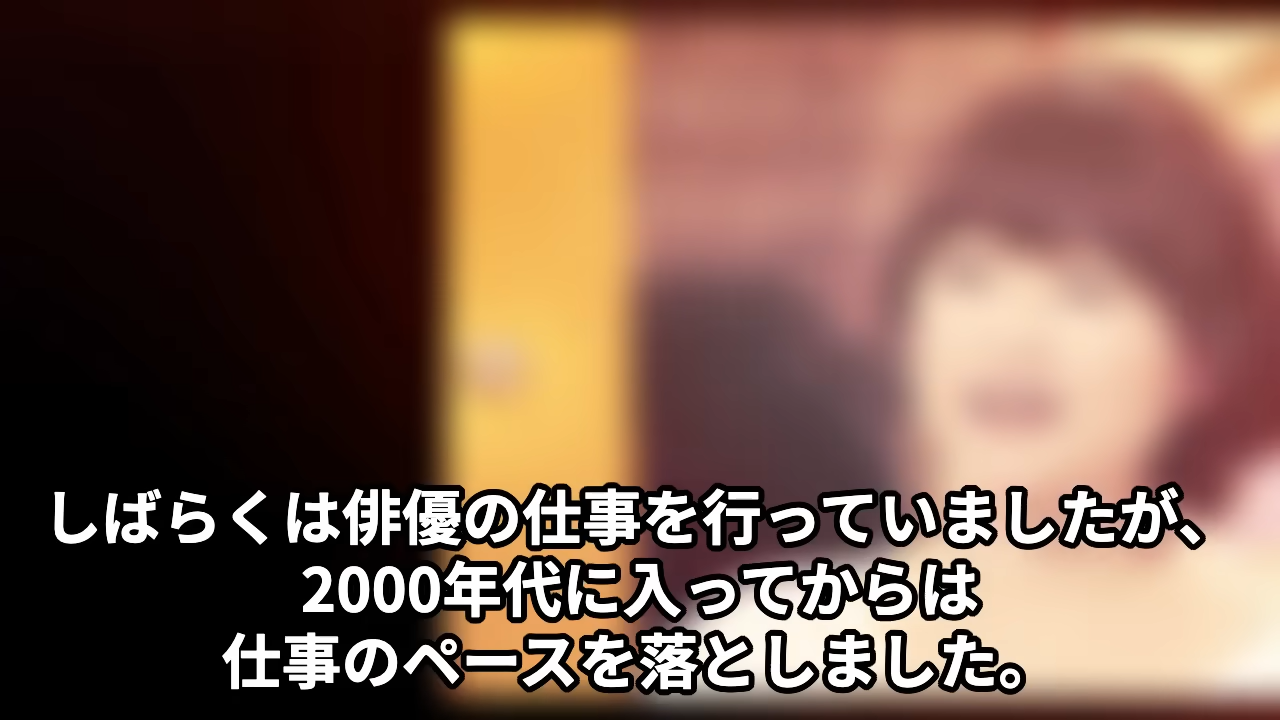 しばらくは俳優の仕事を行っていましたが、
2000年代に入ってからは
仕事のペースを落としました。